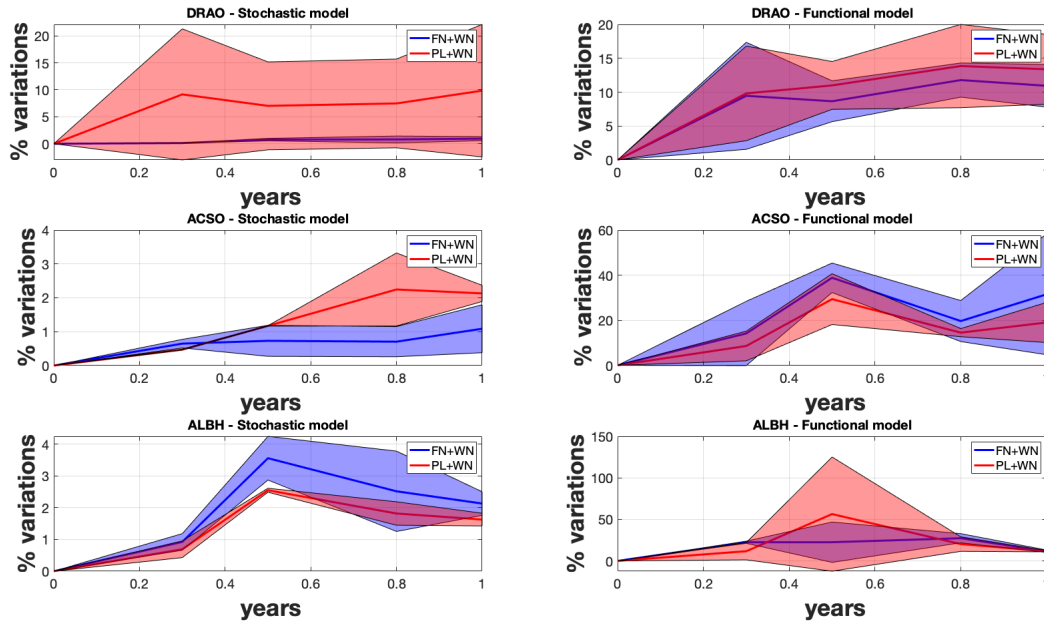 DRAO - Stochastic model
% variations
20
15
10
5
0
0 0.2 0.4 0.6 0.8 1
years
FN+WN
PL+WN
DRAO - Functional model
% variations
20
15
10
5
0
0 0.2 0.4 0.6 0.8 1
years
FN+WN
PL+WN
ACSO - Stochastic model
% variations
4
3
2
1
0
0 0.2 0.4 0.6 0.8 1
years
FN+WN
PL+WN
ACSO - Functional model
% variations
60
40
20
0
0 0.2 0.4 0.6 0.8 1
years
FN+WN
PL+WN
ALBH - Stochastic model
% variations
4
3
2
1
0
0 0.2 0.4 0.6 0.8 1
years
FN+WN
PL+WN
ALBH - Functional model
% variations
150
100
50
0
0 0.2 0.4 0.6 0.8 1
years
FN+WN
PL+WN